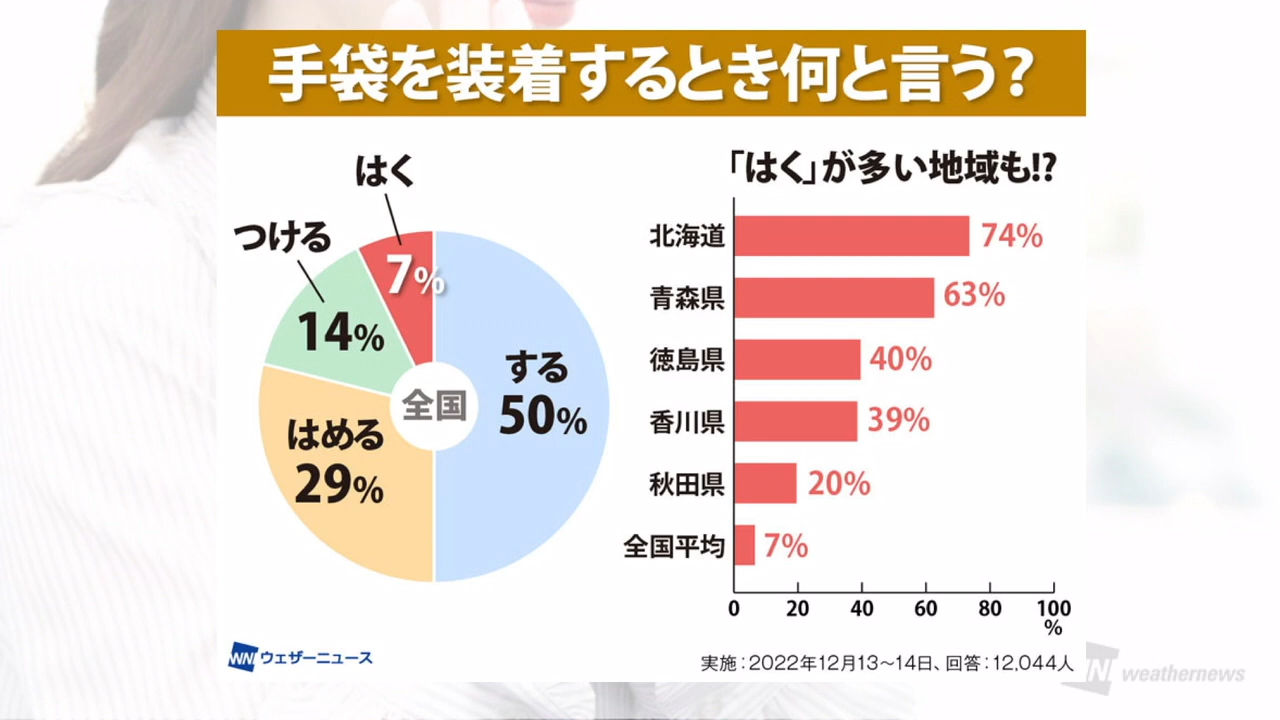 手袋を装着するとき何と言う?
はく
7%
つける
14%
する
50%
はめる
29%
全国
「はく」が多い地域も!?
北海道 74%
青森県 63%
徳島県 40%
香川県 39%
秋田県 20%
全国平均 7%
0 20 40 60 80 100
%
WNI ウェザーニュース
実施:2022年12月13〜14日、回答:12,044人
WNI weathernews